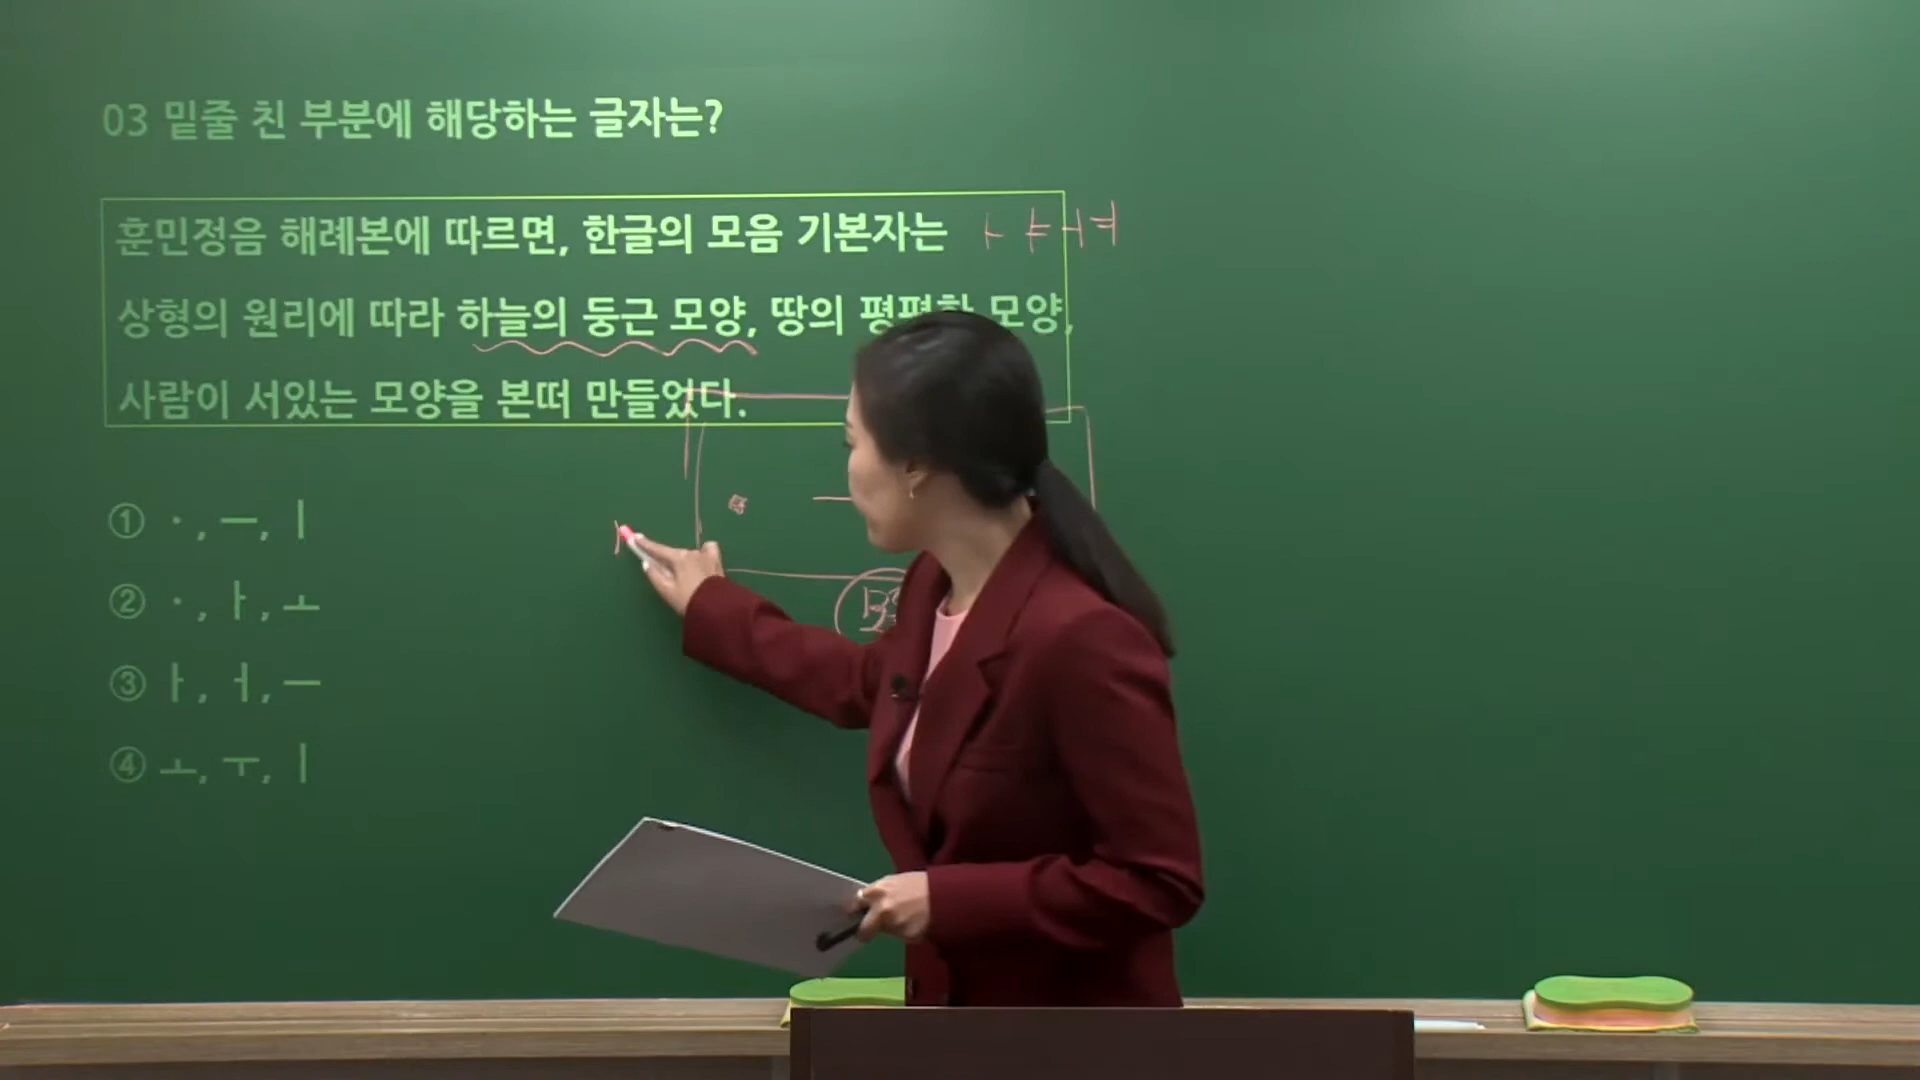 03 밑줄 친 부분에 해당하는 글자는?
훈민정음 해례본에 따르면, 한글의 모음 기본자는 ㅏ ㅑ ㅓ ㅕ
상형의 원리에 따라 하늘의 둥근 모양, 땅의 평평한 모양,
사람이 서있는 모양을 본떠 만들었다.
① ·, ㅡ, ㅣ
② ·, ㅏ, ㅗ
③ ㅏ, ㅓ, ㅡ
④ ㅗ, ㅜ, ㅣ